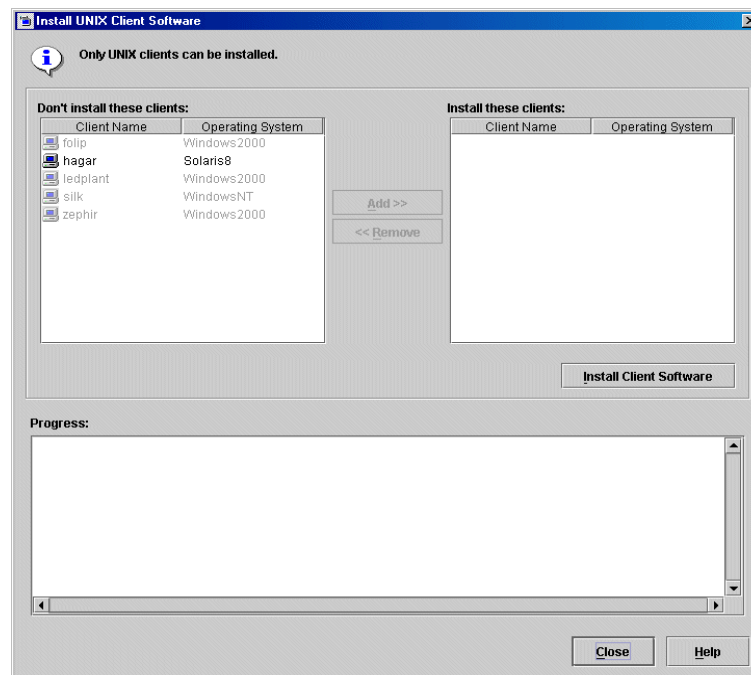 Install UNIX Client Software
Only UNIX clients can be installed.
Don't install these clients:
Client Name Operating System
folip Windows2000
hagar Solaris8
ledplant Windows2000
silk WindowsNT
zephir Windows2000
Add >>
<< Remove
Install these clients:
Client Name Operating System
Install Client Software
Progress:
Close Help